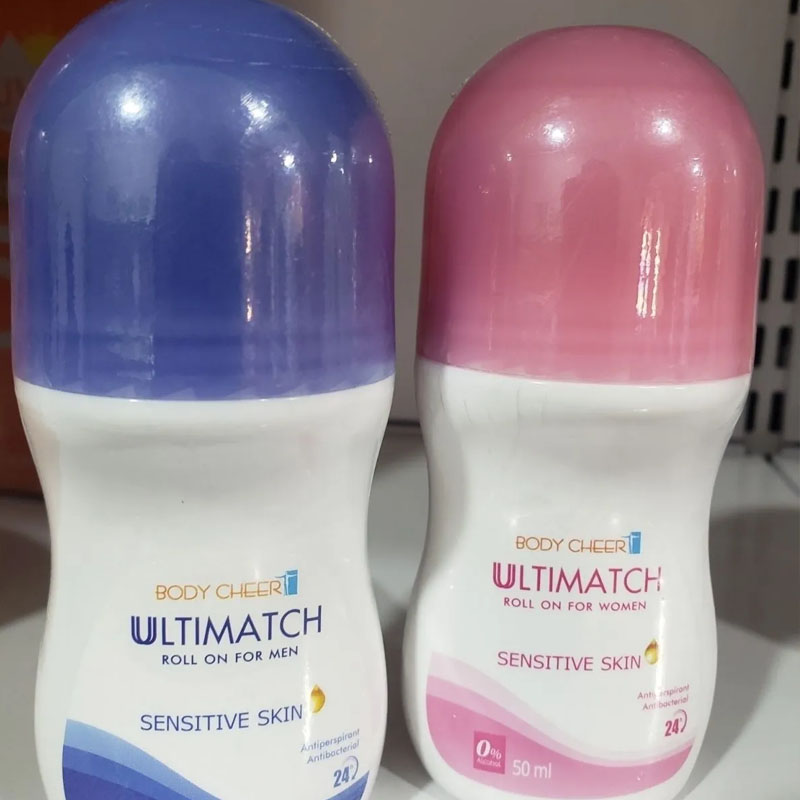 BODY CHEER
ULTIMATCH
ROLL ON FOR MEN
SENSITIVE SKIN
Antiperspirant
Antibacterial
24
BODY CHEER
ULTIMATCH
ROLL ON FOR WOMEN
SENSITIVE SKIN
Antiperspirant
Antibacterial
24
0%
Alcohol
50 ml